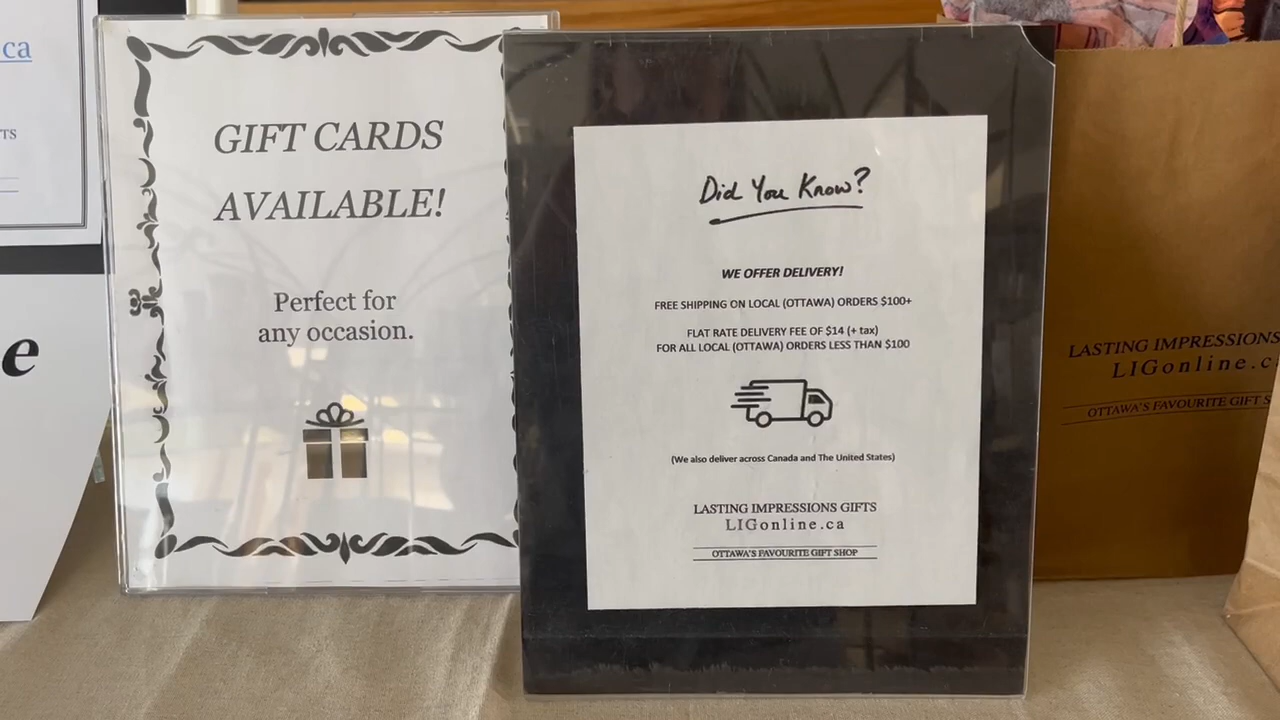 ca
TS
e
GIFT CARDS
AVAILABLE!
Perfect for
any occasion.
Did You Know?
WE OFFER DELIVERY!
FREE SHIPPING ON LOCAL (OTTAWA) ORDERS $100+
FLAT RATE DELIVERY FEE OF $14 (+ tax)
FOR ALL LOCAL (OTTAWA) ORDERS LESS THAN $100
(We also deliver across Canada and The United States)
LASTING IMPRESSIONS GIFTS
LIGonline.ca
OTTAWA'S FAVOURITE GIFT SHOP
LASTING IMPRESSIONS
LIGonline.c
OTTAWA'S FAVOURITE GIFT S